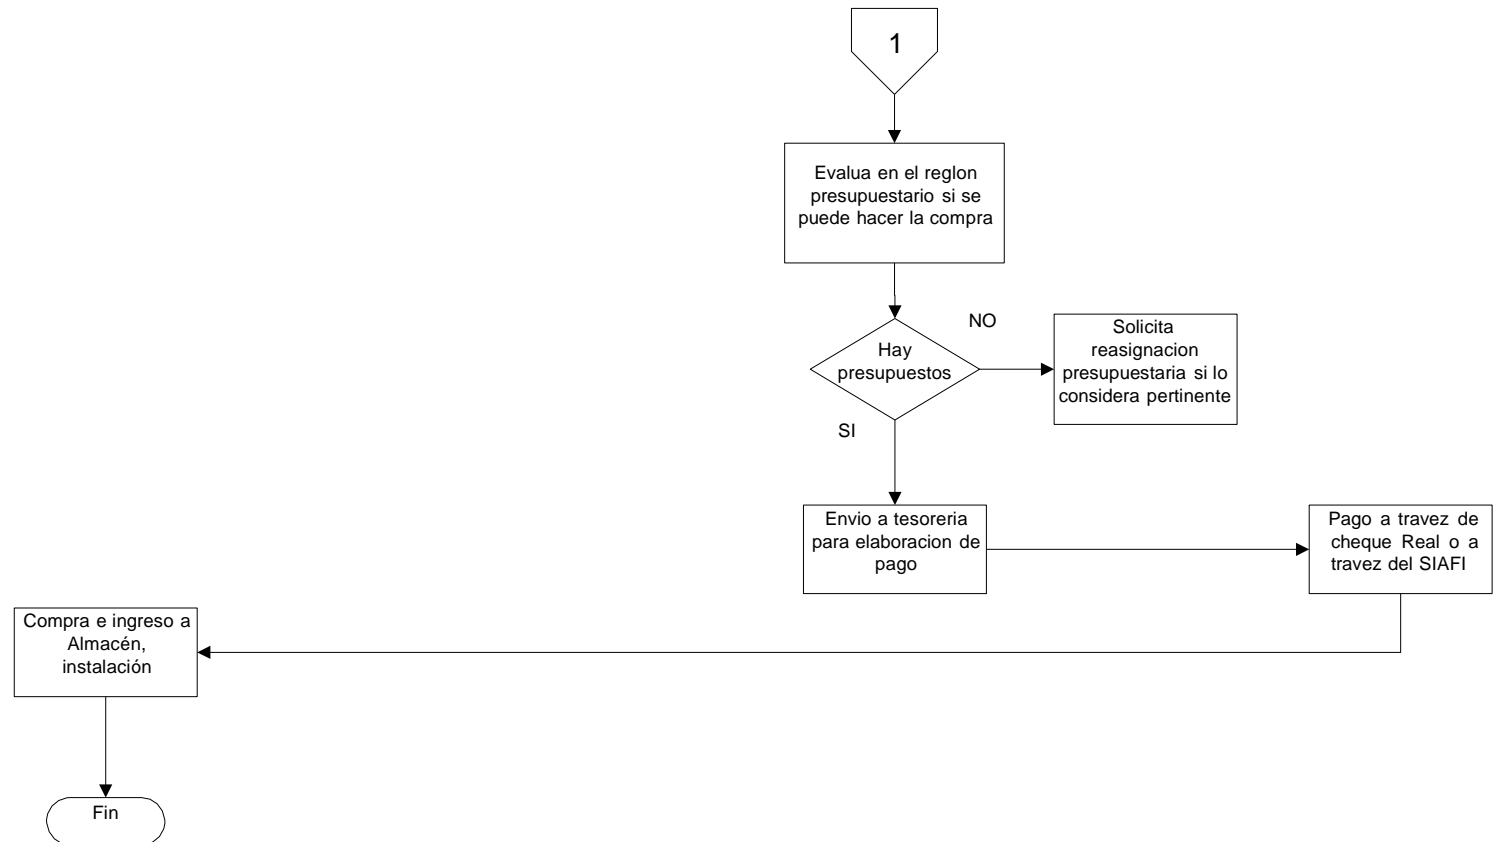 1
Evalua en el reglon
presupuestario si se
puede hacer la compra
NO
Hay
presupuestos
Solicita
reasignacion
presupuestaria si lo
considera pertinente
SI
Envio a tesoreria
para elaboracion de
pago
Pago a travez de
cheque Real o a
travez del SIAFI
Compra e ingreso a
Almacén,
instalación
Fin